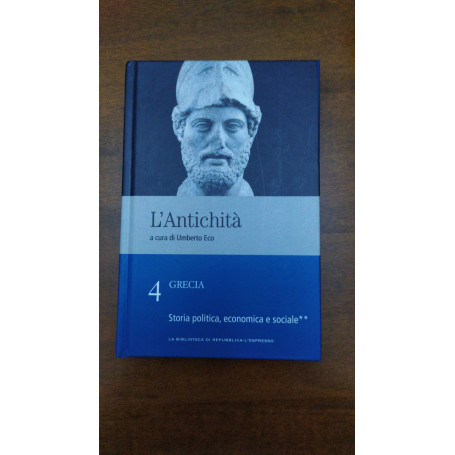 L'Antichità
a cura di Umberto Eco
4 GRECIA
Storia politica, economica e sociale**
LA BIBLIOTECA DI REPUBBLICA-L'ESPRESSO